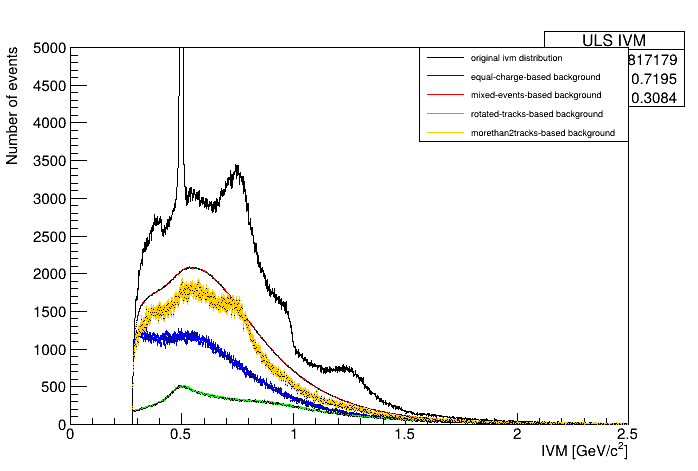 ULS IVM
817179
0.7195
0.3084
original ivm distribution
equal-charge-based background
mixed-events-based background
rotated-tracks-based background
morethan2tracks-based background
Number of events
5000
4500
4000
3500
3000
2500
2000
1500
1000
500
0
0
0.5
1
1.5
2
2.5
IVM [GeV/c²]